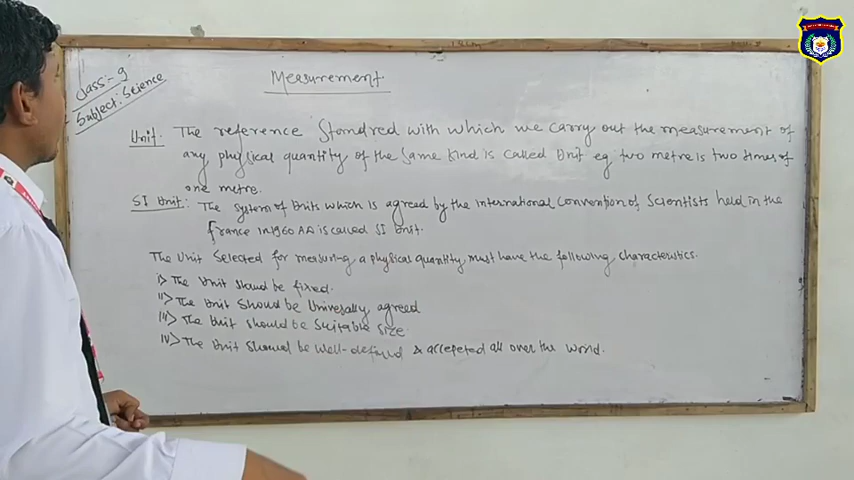 Class:- 9
Subject: Science
Measurement
Unit. The reference Standred with which we carry out the measurement of
any physical quantity of the same kind is called Unit eg: two metre is two times of
one metre.
SI Unit: The system of Units which is agreed by the international convention of Scientists held in the
france in 1960 AD is called SI Unit.
The Unit Selected for measuring a physical quantity must have the following characteristics.
i> The Unit should be fixed.
ii> The Unit Should be Universally agreed
iii> The Unit should be Suitable Size
iv> The Unit should be well-defined & accepeted all over the world.